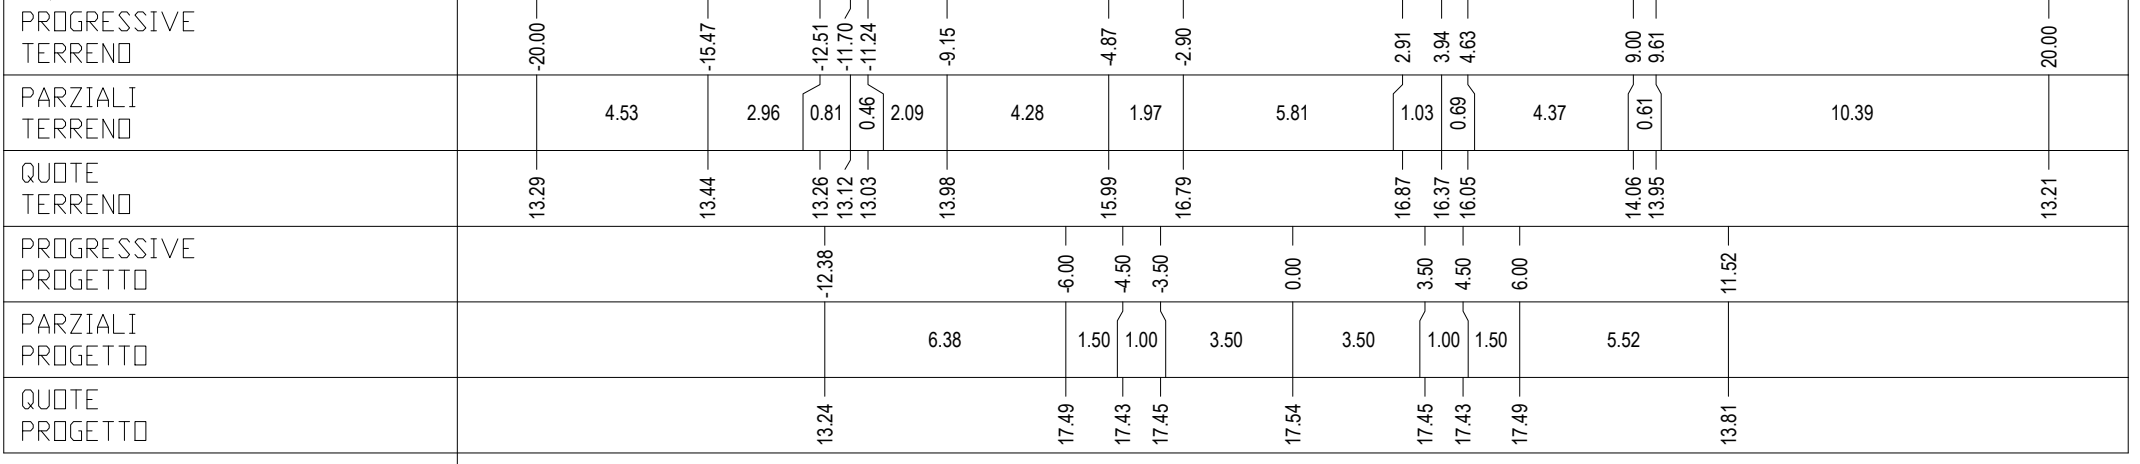 PROGRESSIVE
TERRENO
-20.00 -15.47 -12.51 -11.70 -11.24 -9.15 -4.87 -2.90 2.91 3.94 4.63 9.00 9.61 20.00
PARZIALI
TERRENO
4.53 2.96 0.81 0.46 2.09 4.28 1.97 5.81 1.03 0.69 4.37 0.61 10.39
QUOTE
TERRENO
13.29 13.44 13.26 13.12 13.03 13.98 15.99 16.79 16.87 16.37 16.05 14.06 13.95 13.21
PROGRESSIVE
PROGETTO
-12.38 -6.00 -4.50 -3.50 0.00 3.50 4.50 6.00 11.52
PARZIALI
PROGETTO
6.38 1.50 1.00 3.50 3.50 1.00 1.50 5.52
QUOTE
PROGETTO
13.24 17.49 17.43 17.45 17.54 17.45 17.43 17.49 13.81